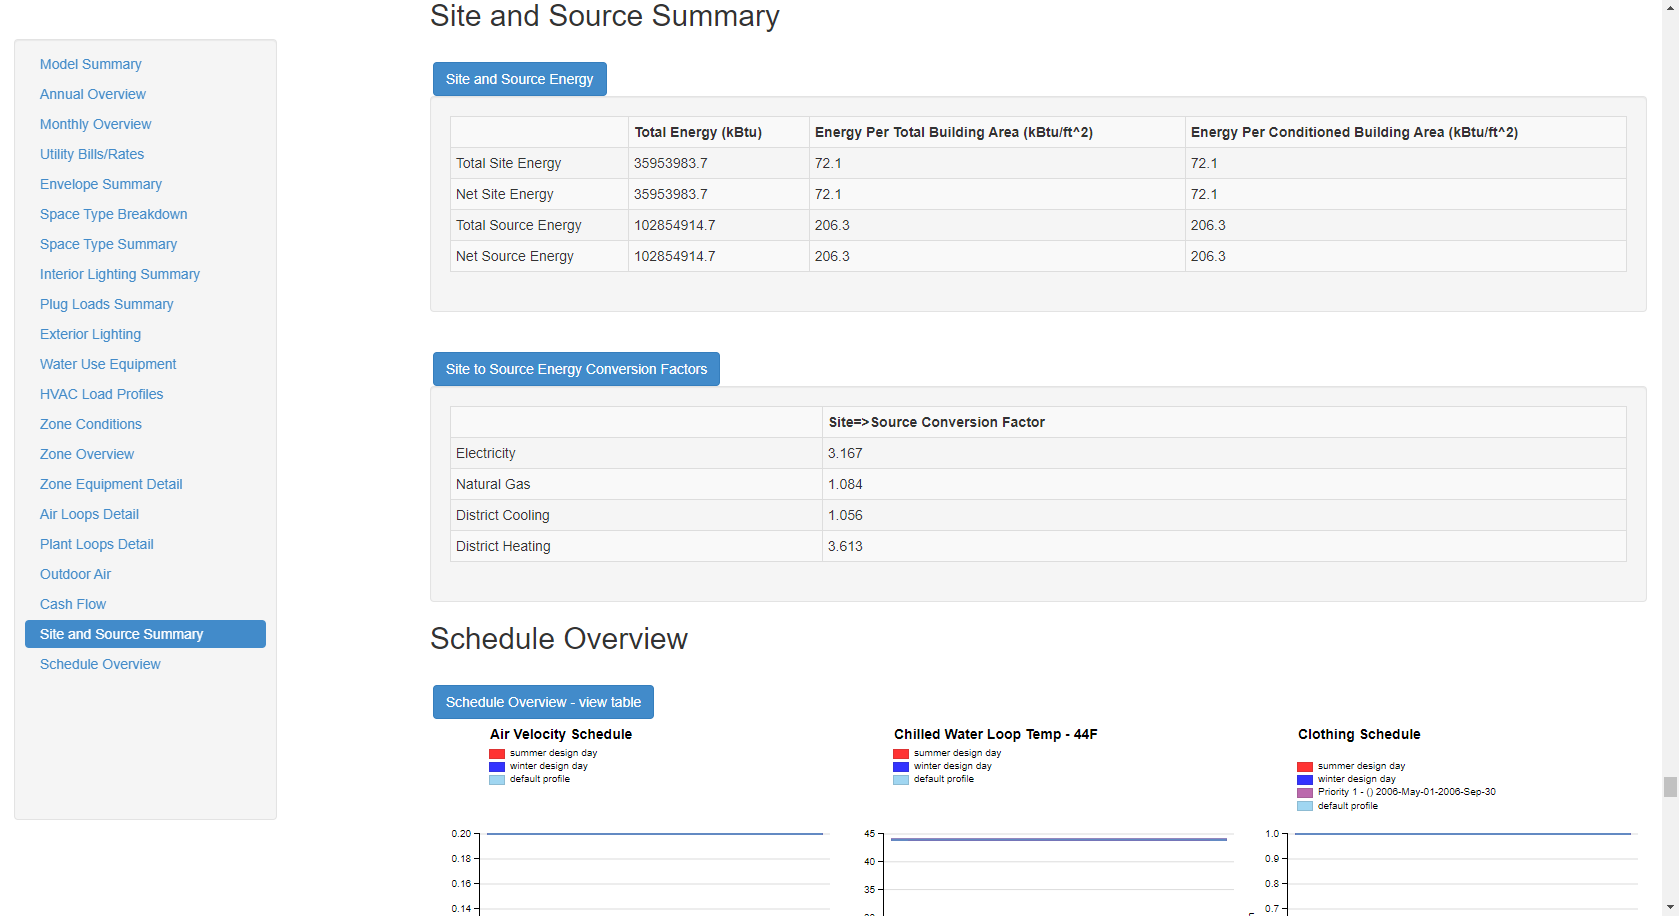 Site and Source Summary
Model Summary
Annual Overview
Monthly Overview
Utility Bills/Rates
Envelope Summary
Space Type Breakdown
Space Type Summary
Interior Lighting Summary
Plug Loads Summary
Exterior Lighting
Water Use Equipment
HVAC Load Profiles
Zone Conditions
Zone Overview
Zone Equipment Detail
Air Loops Detail
Plant Loops Detail
Outdoor Air
Cash Flow
Site and Source Summary
Schedule Overview
Site and Source Energy
Total Energy (kBtu) Energy Per Total Building Area (kBtu/ft^2) Energy Per Conditioned Building Area (kBtu/ft^2)
Total Site Energy 35953983.7 72.1 72.1
Net Site Energy 35953983.7 72.1 72.1
Total Source Energy 102854914.7 206.3 206.3
Net Source Energy 102854914.7 206.3 206.3
Site to Source Energy Conversion Factors
Site=>Source Conversion Factor
Electricity 3.167
Natural Gas 1.084
District Cooling 1.056
District Heating 3.613
Schedule Overview
Schedule Overview - view table
Air Velocity Schedule
summer design day
winter design day
default profile
0.20
0.18
0.16
0.14
Chilled Water Loop Temp - 44F
summer design day
winter design day
default profile
45
40
35
Clothing Schedule
summer design day
winter design day
Priority 1 - () 2006-May-01-2006-Sep-30
default profile
1.0
0.9
0.8
0.7